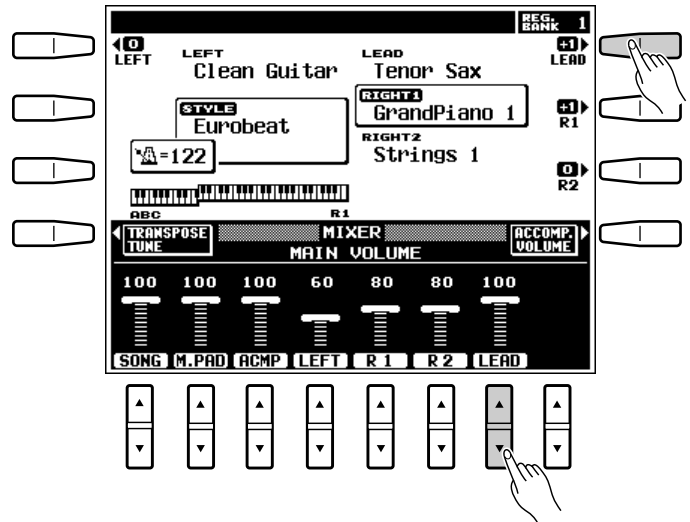 REG. BANK 1
0 LEFT
LEFT
Clean Guitar
LEAD
Tenor Sax
+1 LEAD
STYLE
Eurobeat
RIGHT1
GrandPiano 1
+1 R1
=122
RIGHT2
Strings 1
0 R2
ABC R1
TRANSPOSE TUNE
MIXER
MAIN VOLUME
ACCOMP. VOLUME
100 100 100 60 80 80 100
SONG M.PAD ACMP LEFT R 1 R 2 LEAD